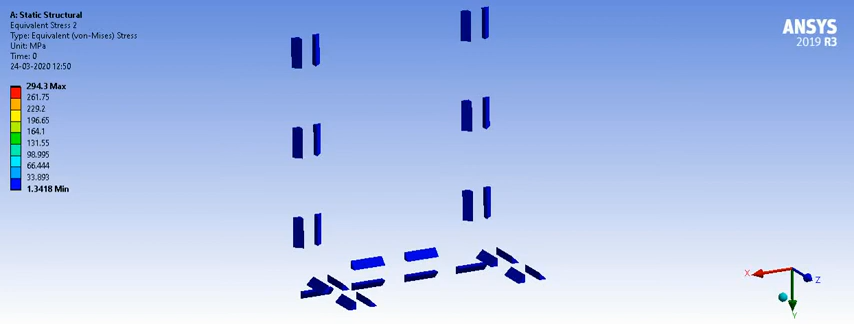 A: Static Structural
Equivalent Stress 2
Type: Equivalent (von-Mises) Stress
Unit: MPa
Time: 0
24-03-2020 12:50
294.3 Max
261.75
229.2
196.65
164.1
131.55
98.995
66.444
33.893
1.3418 Min
ANSYS
2019 R3
X
Z
Y